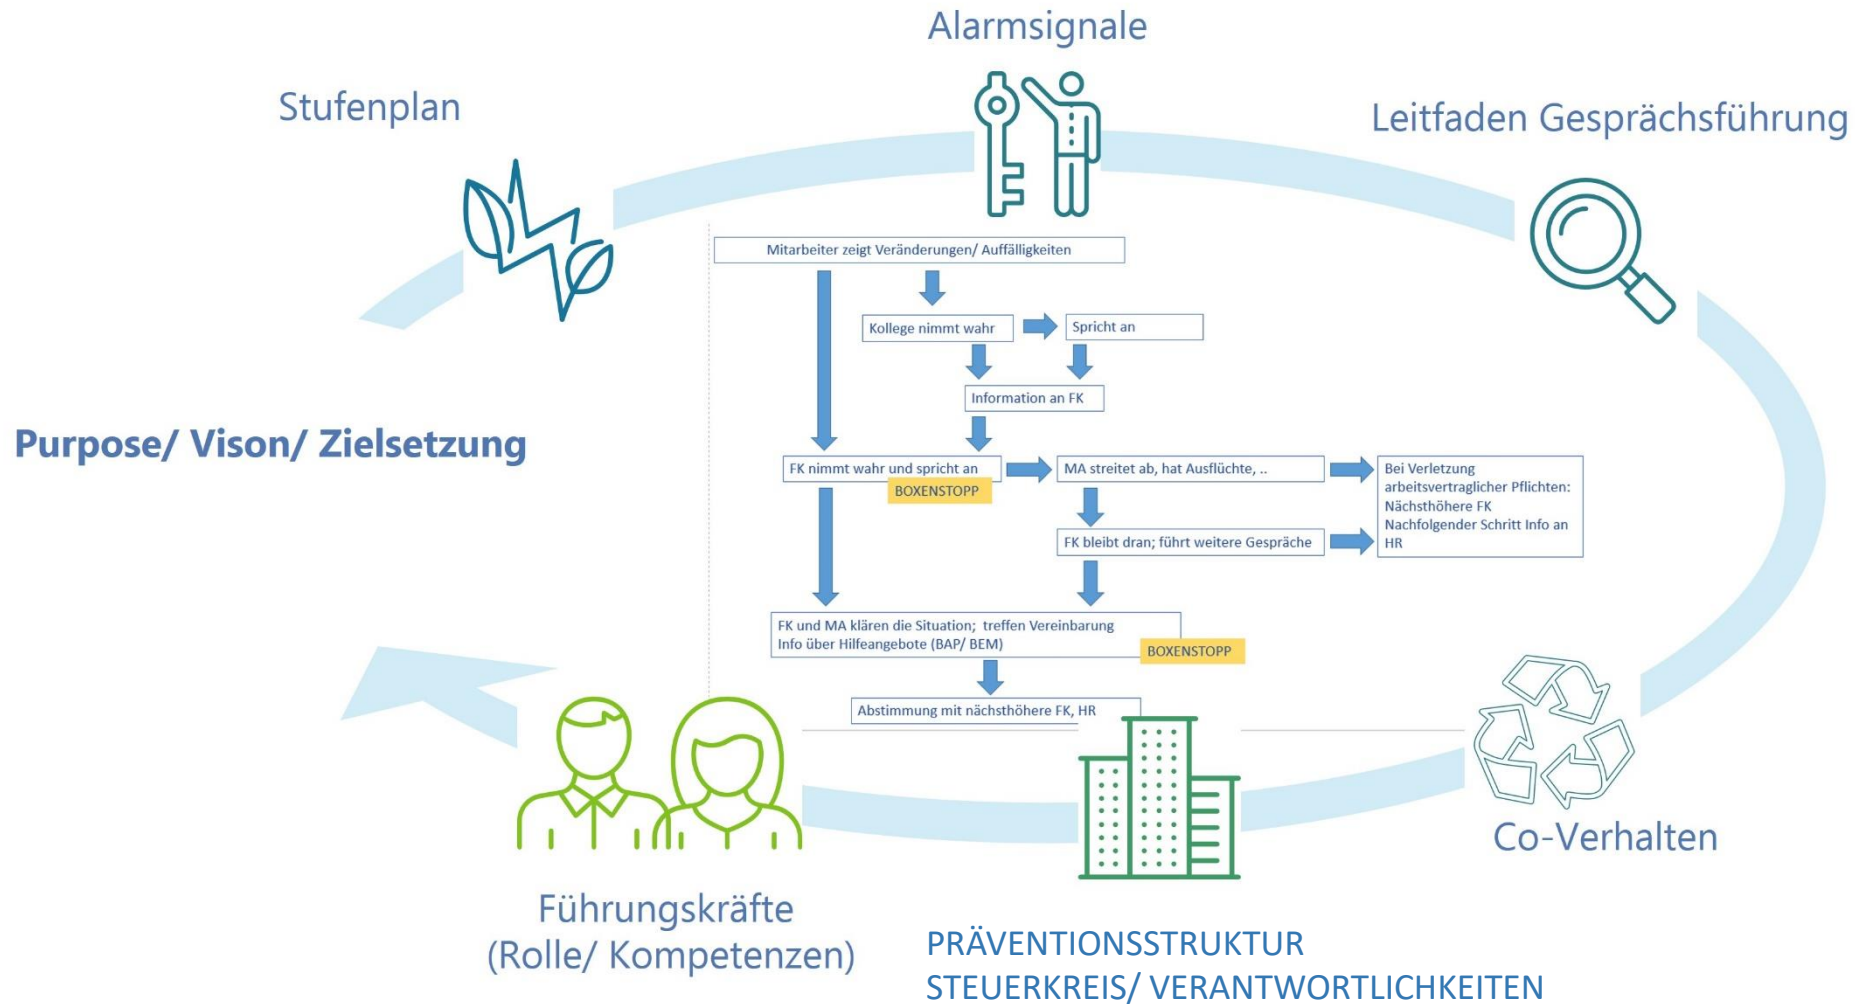 Alarmsignale
Stufenplan
Leitfaden Gesprächsführung
Mitarbeiter zeigt Veränderungen/ Auffälligkeiten
Kollege nimmt wahr
Spricht an
Information an FK
Purpose/ Vison/ Zielsetzung
FK nimmt wahr und spricht an
BOXENSTOPP
MA streitet ab, hat Ausflüchte, ..
Bei Verletzung
arbeitsvertraglicher Pflichten:
Nächsthöhere FK
Nachfolgender Schritt Info an
HR
FK bleibt dran; führt weitere Gespräche
FK und MA klären die Situation; treffen Vereinbarung
Info über Hilfeangebote (BAP/ BEM)
BOXENSTOPP
Abstimmung mit nächsthöhere FK, HR
Co-Verhalten
Führungskräfte
(Rolle/ Kompetenzen)
PRÄVENTIONSSTRUKTUR
STEUERKREIS/ VERANTWORTLICHKEITEN